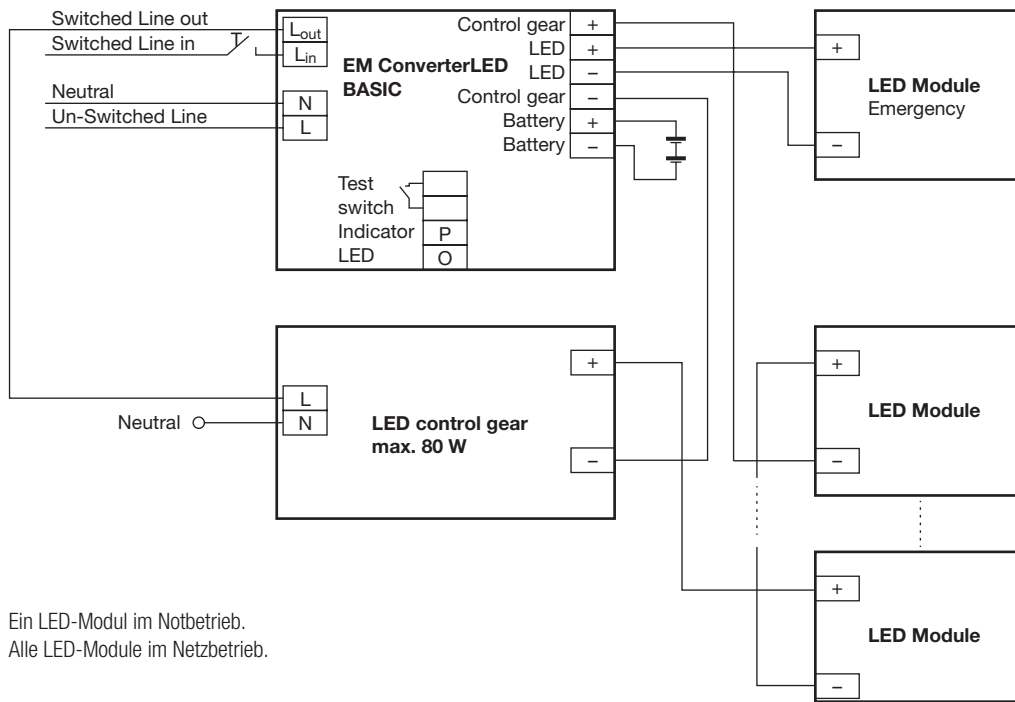 Switched Line out
Switched Line in
Neutral
Un-Switched Line
Lout
Lin
N
L
EM ConverterLED
BASIC
Control gear +
LED +
LED –
Control gear –
Battery +
Battery –
Test
switch
Indicator P
LED O
+
LED Module
Emergency
–
L
N
Neutral
LED control gear
max. 80 W
+
–
+
LED Module
–
+
LED Module
–
Ein LED-Modul im Notbetrieb.
Alle LED-Module im Netzbetrieb.